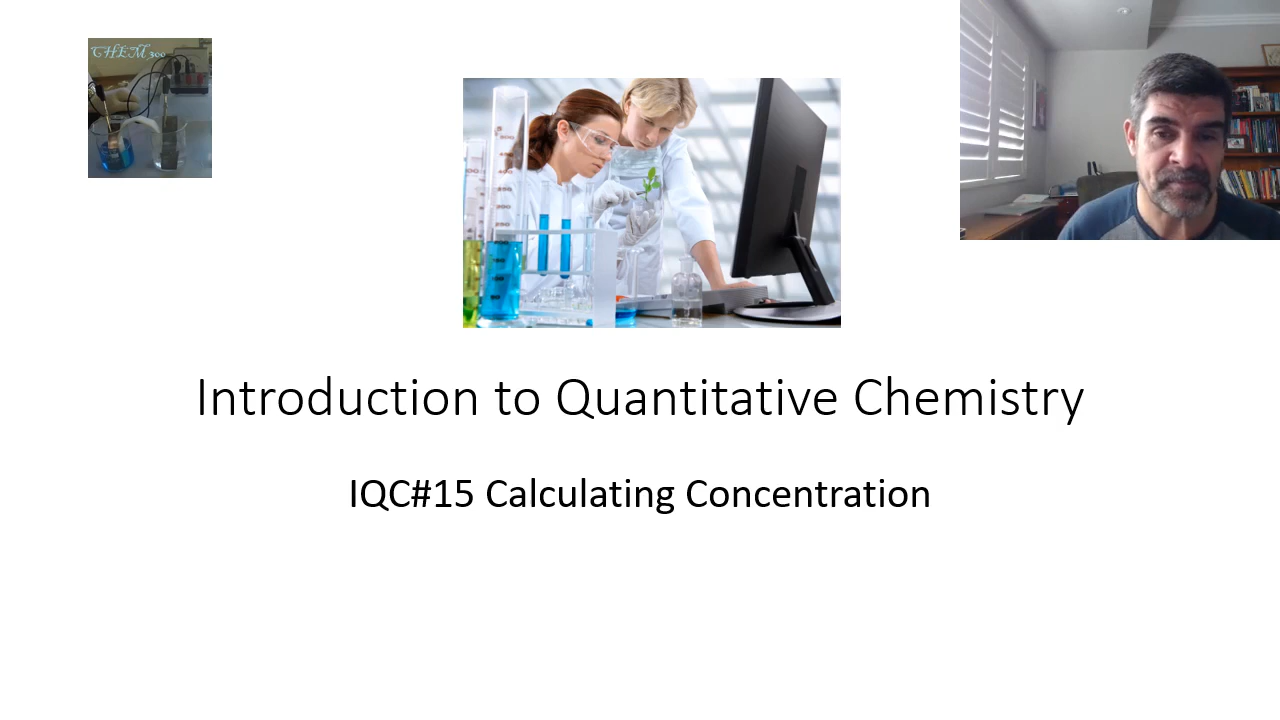 CHEM 300
Introduction to Quantitative Chemistry
IQC#15 Calculating Concentration